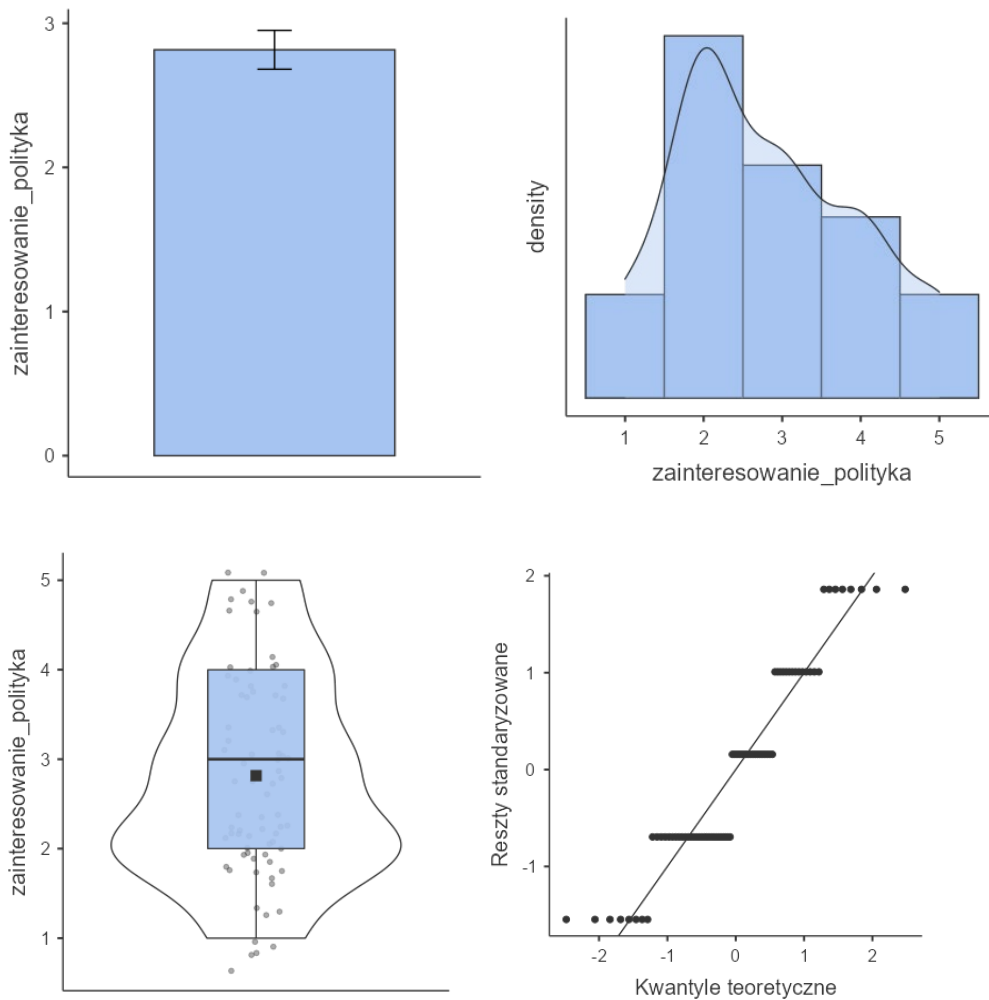 3
2
1
0
zainteresowanie_polityka
density
1 2 3 4 5
zainteresowanie_polityka
5
4
3
2
1
zainteresowanie_polityka
2
1
0
-1
Reszty standaryzowane
-2 -1 0 1 2
Kwantyle teoretyczne